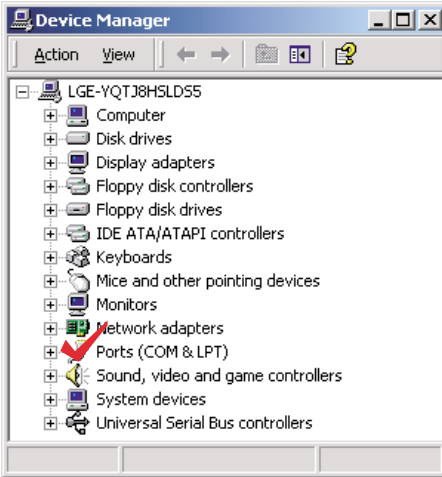 Device Manager
Action View
LGE-YQTJ8HSLDS5
Computer
Disk drives
Display adapters
Floppy disk controllers
Floppy disk drives
IDE ATA/ATAPI controllers
Keyboards
Mice and other pointing devices
Monitors
Network adapters
Ports (COM & LPT)
Sound, video and game controllers
System devices
Universal Serial Bus controllers